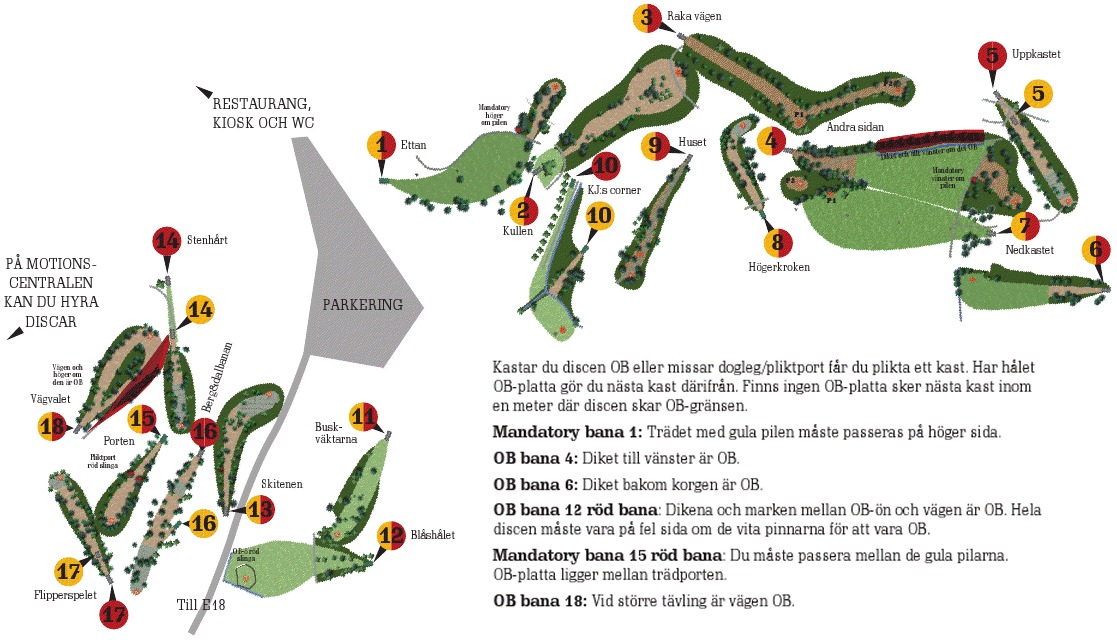 3
Raka vägen
5
Uppkastet
5
RESTAURANG,
KIOSK OCH WC
Mandatory
höger
om pilen
P2
P1
1
Ettan
9
Huset
4
Andra sidan
Diket och till vänster om det OB
10
KJ:s corner
Mandatory
vänster om
pilen
P2
P1
2
Kullen
10
7
Nedkastet
8
Högerkroken
6
14
Stenhårt
PÅ MOTIONS-
CENTRALEN
KAN DU HYRA
DISCAR
14
PARKERING
Vägen och
höger om
den är OB
Vägvalet
18
15
Porten
Berg&dalbanan
16
Pliktport
röd slinga
11
Busk-
väktarna
Skitenen
13
16
12
Blåshålet
OB-ö röd
slinga
17
Flipperspelet
17
Till E18
Kastar du discen OB eller missar dogleg/pliktport får du plikta ett kast. Har hålet
OB-platta gör du nästa kast därifrån. Finns ingen OB-platta sker nästa kast inom
en meter där discen skar OB-gränsen.
Mandatory bana 1: Trädet med gula pilen måste passeras på höger sida.
OB bana 4: Diket till vänster är OB.
OB bana 6: Diket bakom korgen är OB.
OB bana 12 röd bana: Dikena och marken mellan OB-ön och vägen är OB. Hela
discen måste vara på fel sida om de vita pinnarna för att vara OB.
Mandatory bana 15 röd bana: Du måste passera mellan de gula pilarna.
OB-platta ligger mellan trädporten.
OB bana 18: Vid större tävling är vägen OB.